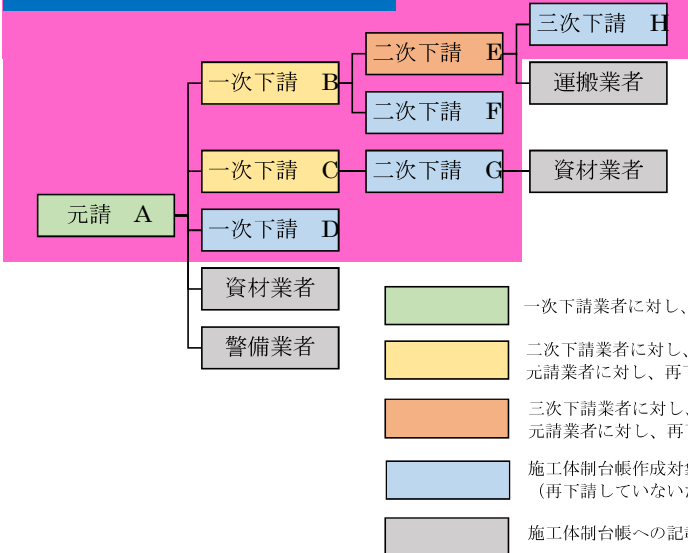 三次下請 H
二次下請 E
一次下請 B
運搬業者
二次下請 F
一次下請 C
二次下請 G
資材業者
元請 A
一次下請 D
資材業者
警備業者
一次下請業者に対し、
二次下請業者に対し、
元請業者に対し、再
三次下請業者に対し、
元請業者に対し、再
施工体制台帳作成対
（再下請していない
施工体制台帳への記